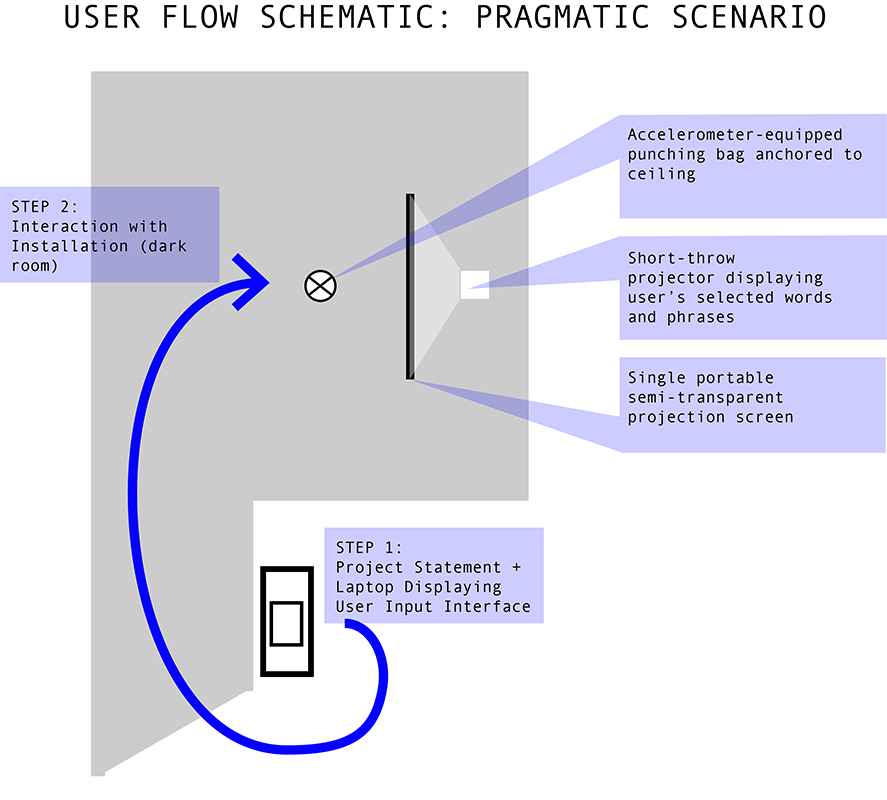 USER FLOW SCHEMATIC: PRAGMATIC SCENARIO
Accelerometer-equipped
punching bag anchored to
ceiling
STEP 2:
Interaction with
Installation (dark
room)
Short-throw
projector displaying
user's selected words
and phrases
Single portable
semi-transparent
projection screen
STEP 1:
Project Statement +
Laptop Displaying
User Input Interface